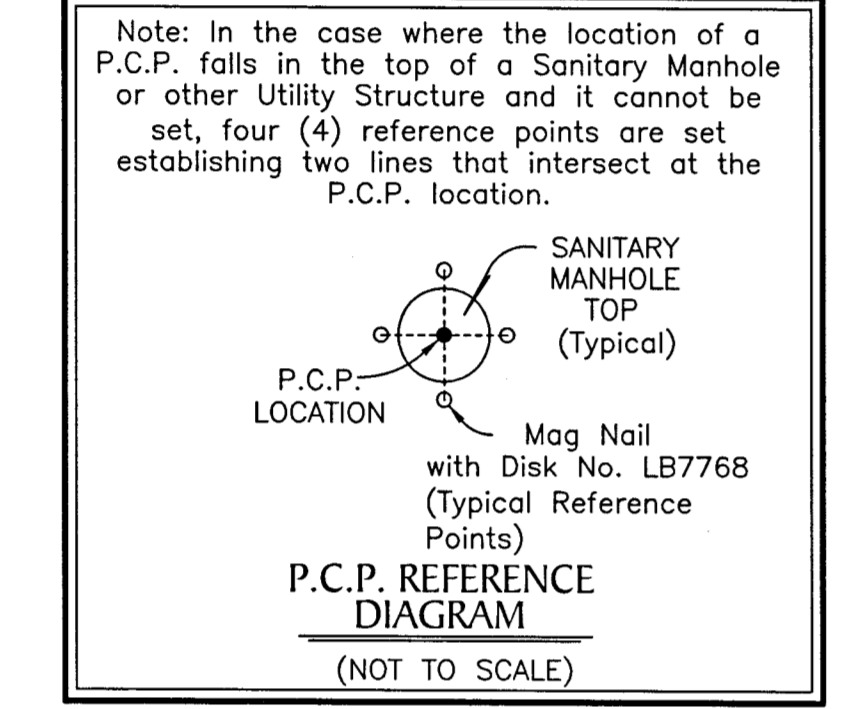 Note: In the case where the location of a
P.C.P. falls in the top of a Sanitary Manhole
or other Utility Structure and it cannot be
set, four (4) reference points are set
establishing two lines that intersect at the
P.C.P. location.
SANITARY
MANHOLE
TOP
(Typical)
P.C.P.
LOCATION
Mag Nail
with Disk No. LB7768
(Typical Reference
Points)
P.C.P. REFERENCE
DIAGRAM
(NOT TO SCALE)